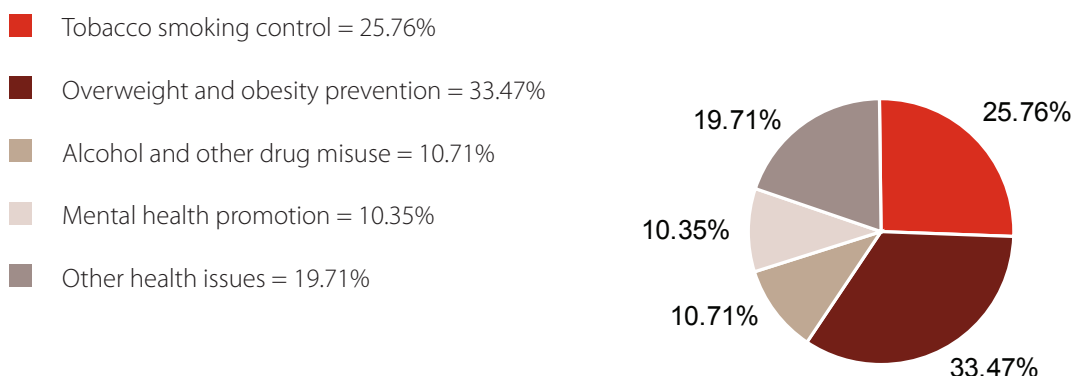 Tobacco smoking control = 25.76%
Overweight and obesity prevention = 33.47%
Alcohol and other drug misuse = 10.71%
Mental health promotion = 10.35%
Other health issues = 19.71%
25.76%
19.71%
10.35%
10.71%
33.47%